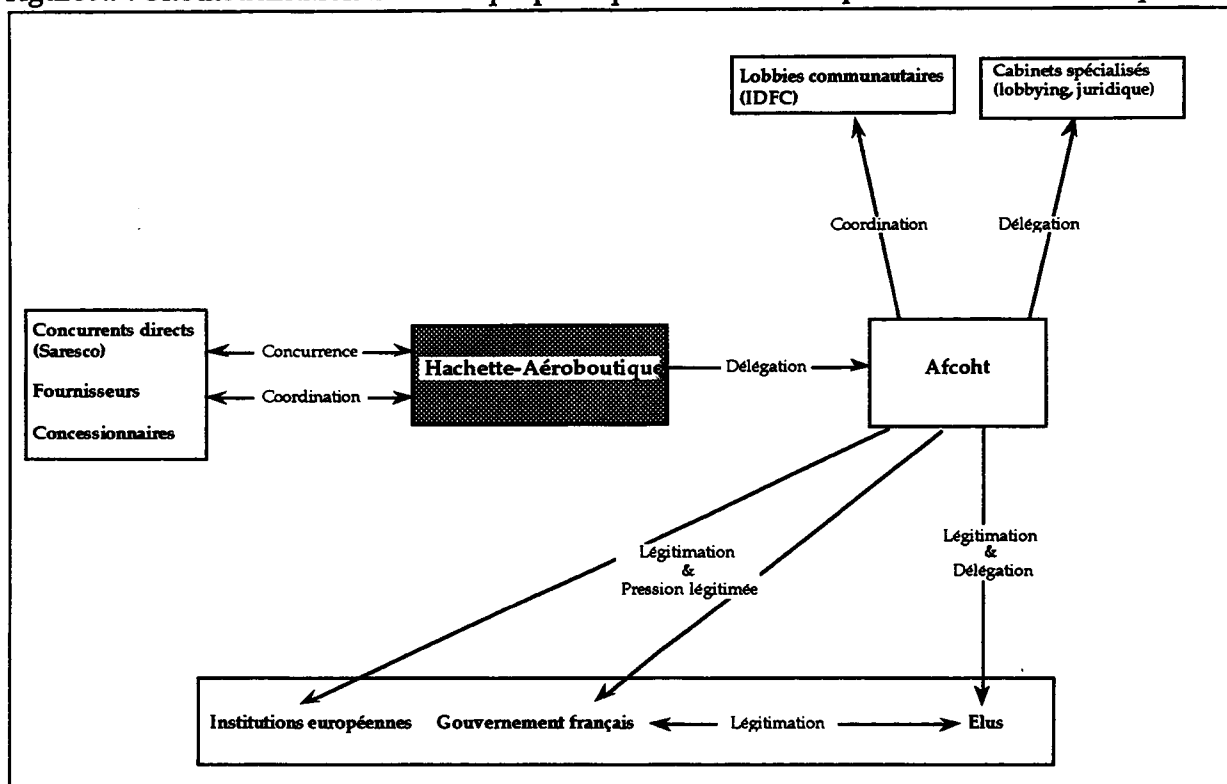 Lobbies communautaires
(IDFC)
Cabinets spécialisés
(lobbying, juridique)
Coordination
Délégation
Concurrents directs
(Saresco)
Fournisseurs
Concessionnaires
Concurrence
Coordination
Hachette-Aéroboutique
Délégation
Afcoht
Légitimation
&
Pression légitimée
Légitimation
&
Délégation
Institutions européennes
Gouvernement français
Légitimation
Elus